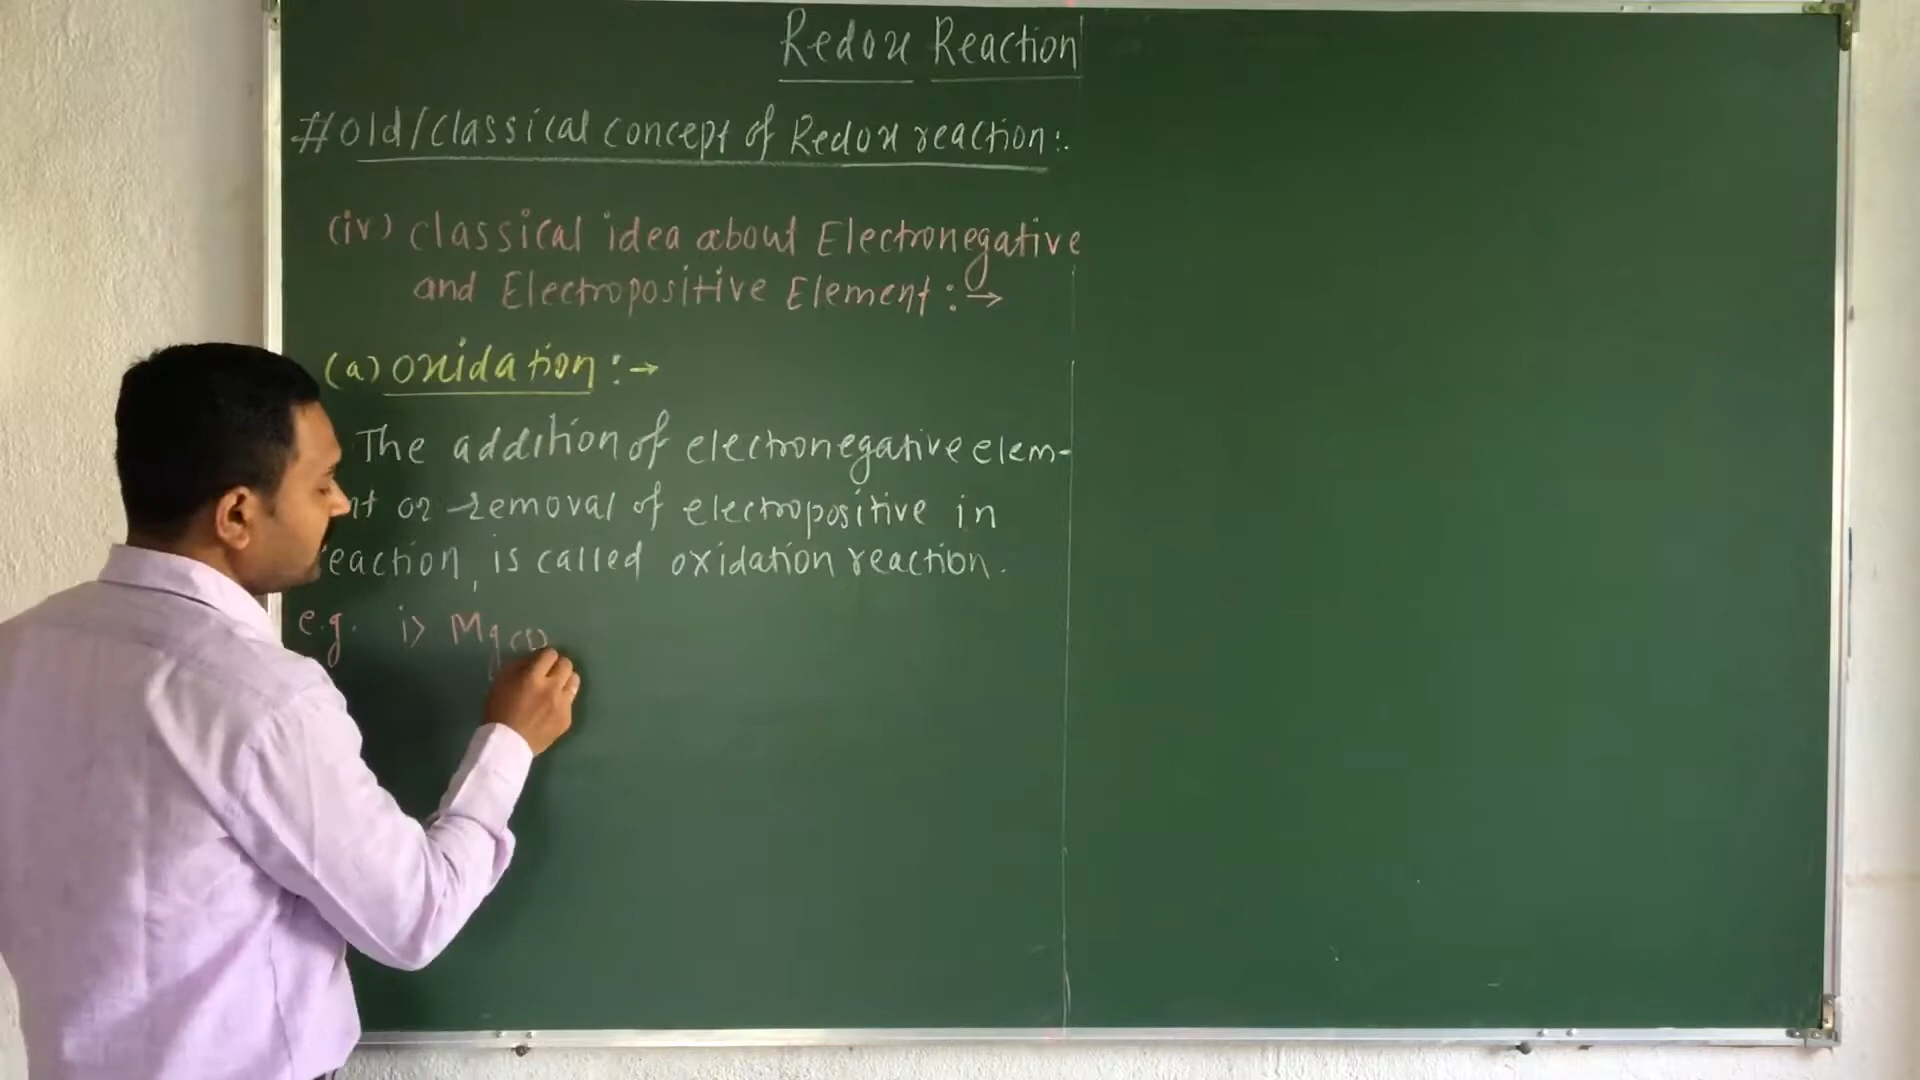 Redox Reaction
#Old/Classical concept of Redox reaction:.
(iv) Classical idea about Electronegative
and Electropositive Element :→
(a) Oxidation :→
The addition of electronegative elem-
nt or removal of electropositive in
eaction, is called oxidation reaction.
e.g. i> Mg(s)